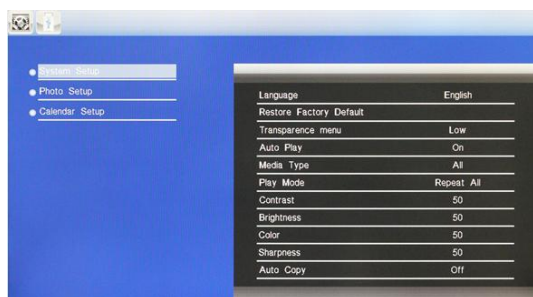 System Setup
Photo Setup
Calendar Setup
Language English
Restore Factory Default
Transparence menu Low
Auto Play On
Media Type All
Play Mode Repeat All
Contrast 50
Brightness 50
Color 50
Sharpness 50
Auto Copy Off